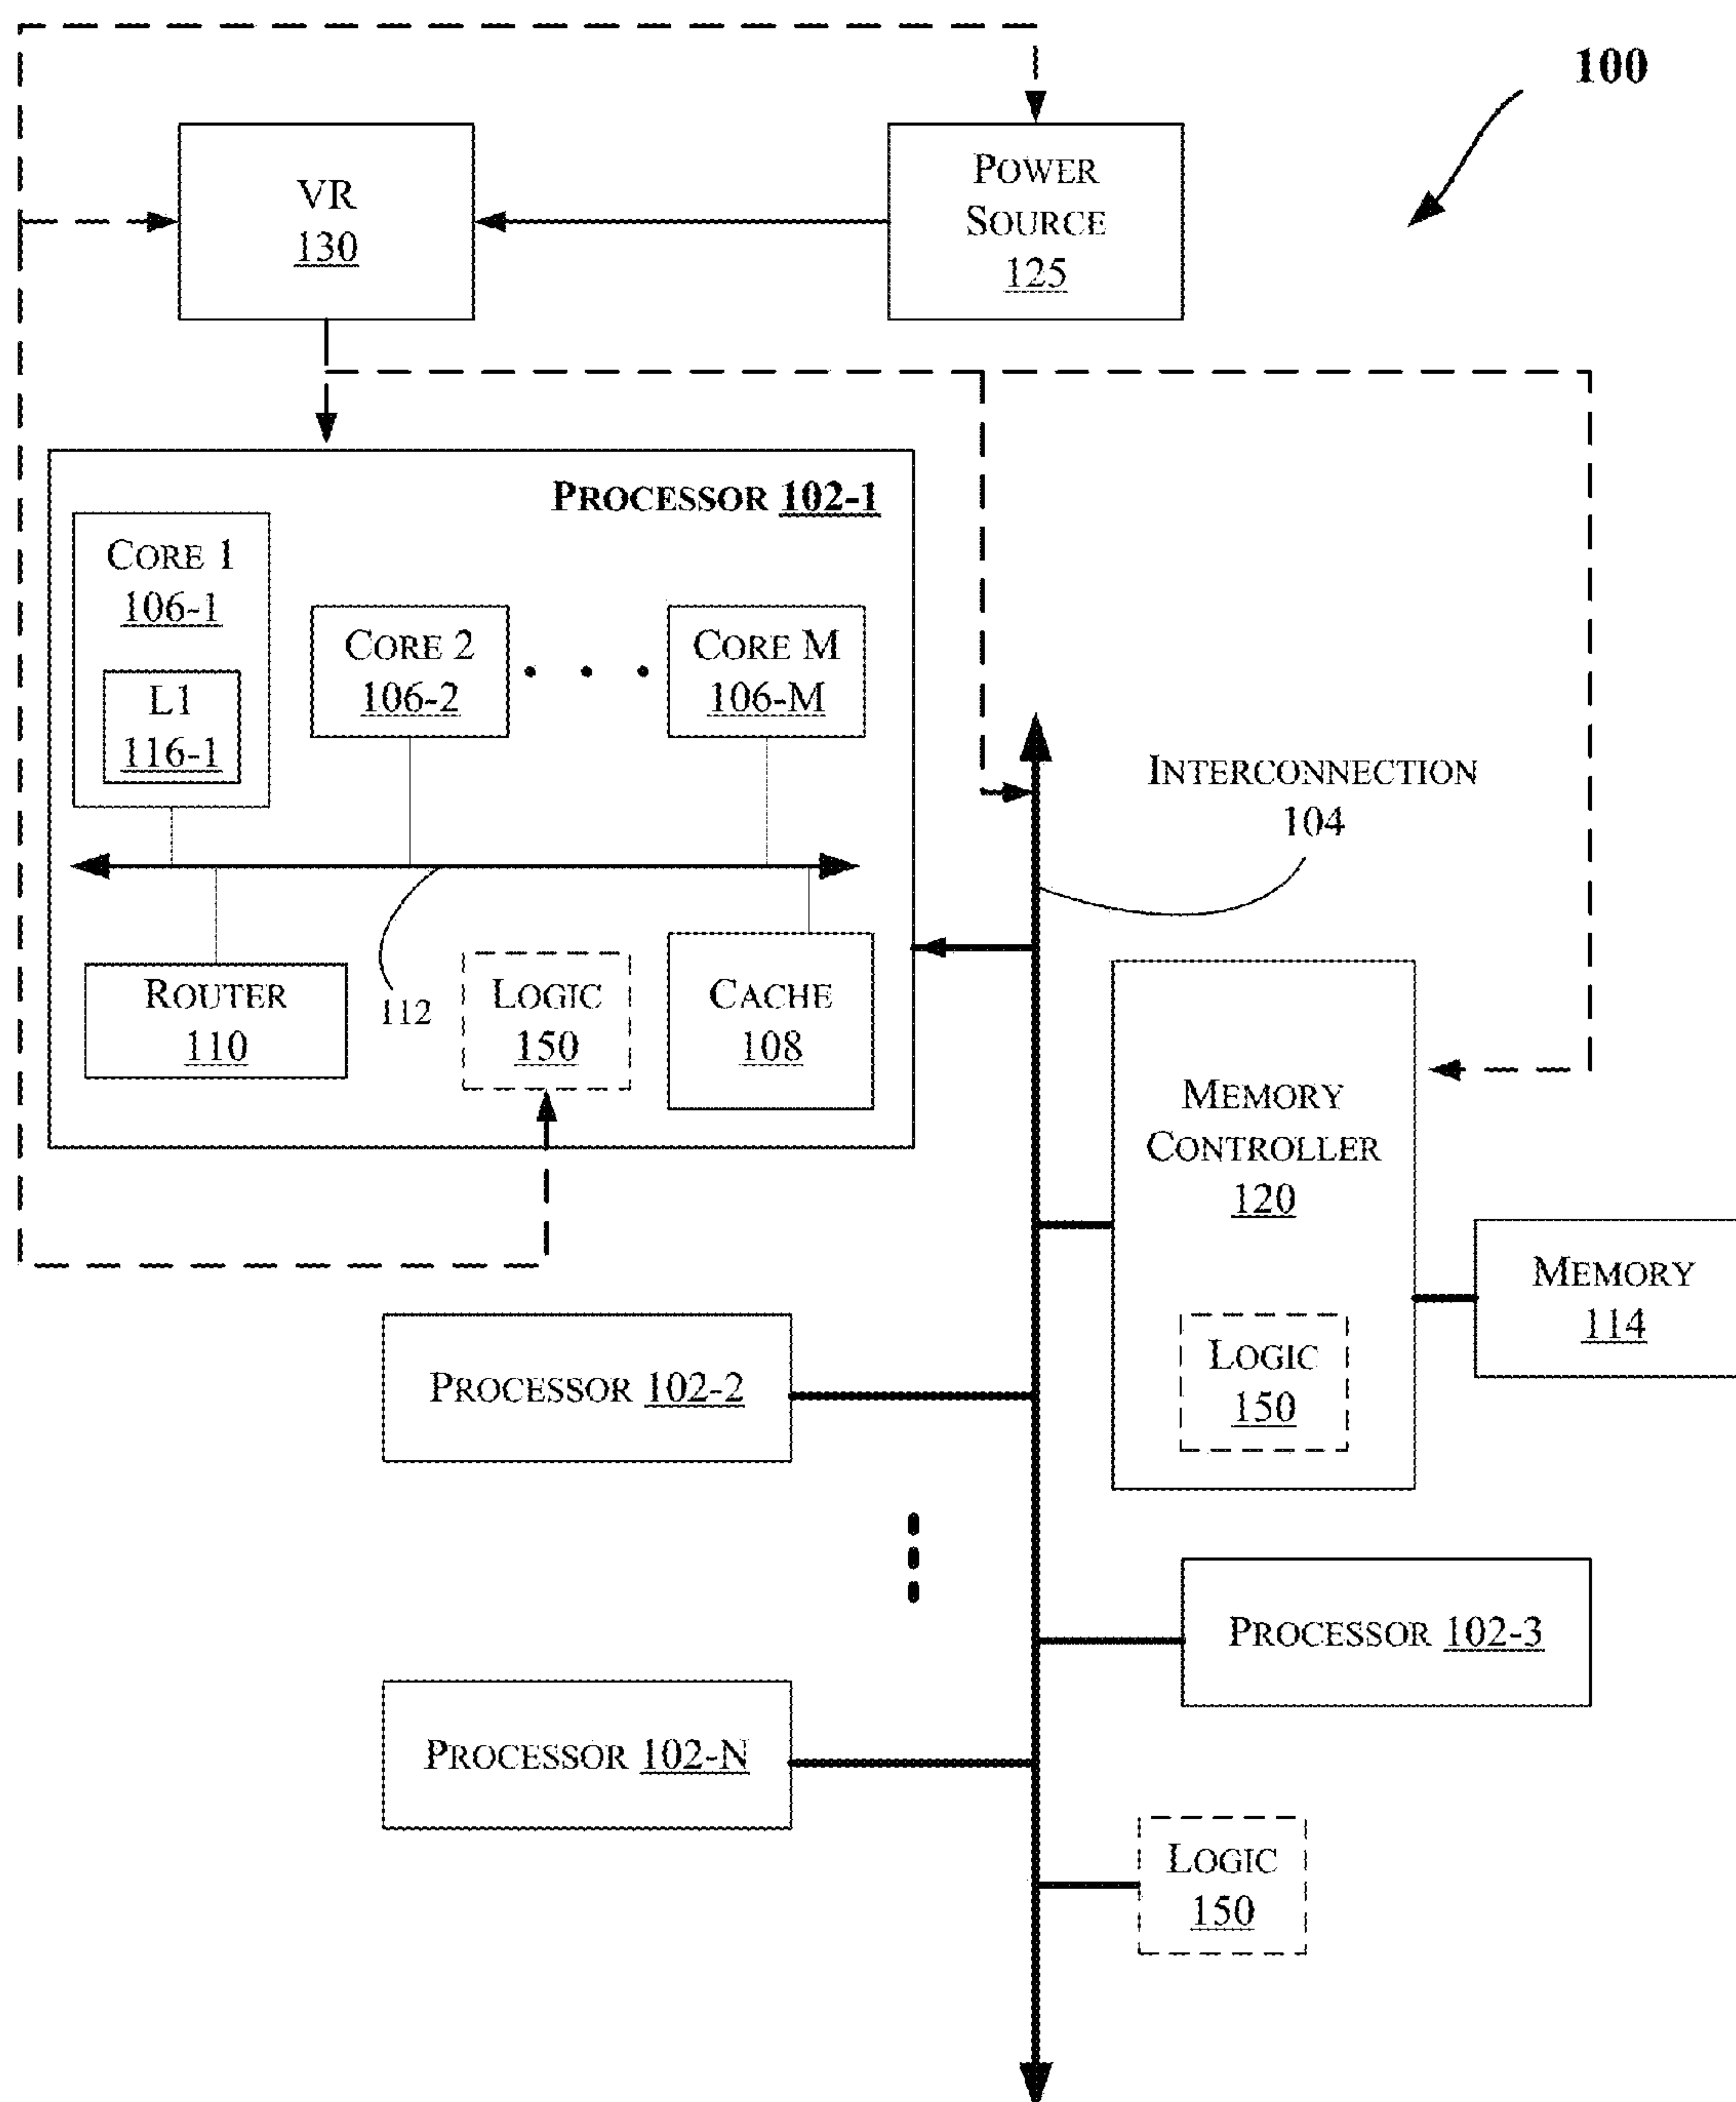 100
VR
130
POWER
SOURCE
125
PROCESSOR 102-1
CORE 1
106-1
L1
116-1
CORE 2
106-2
CORE M
106-M
INTERCONNECTION
104
ROUTER
110
112
LOGIC
150
CACHE
108
MEMORY
CONTROLLER
120
LOGIC
150
MEMORY
114
PROCESSOR 102-2
PROCESSOR 102-3
PROCESSOR 102-N
LOGIC
150